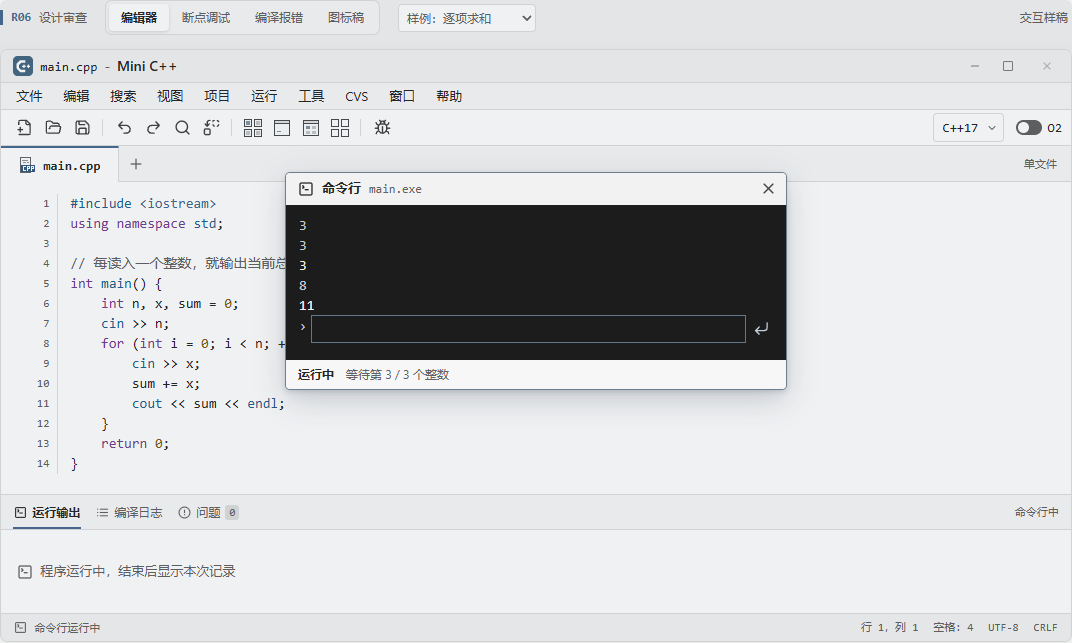 R06 设计审查 编辑器 断点调试 编译报错 图标稿 样例：逐项求和 交互样稿
C+ main.cpp - Mini C++
文件 编辑 搜索 视图 项目 运行 工具 CVS 窗口 帮助
C++17 O2
CPP main.cpp 单文件
命令行 main.exe
3
3
3
8
11
›
运行中 等待第 3 / 3 个整数
1 #include <iostream>
2 using namespace std;
3
4 // 每读入一个整数，就输出当前总
5 int main() {
6 int n, x, sum = 0;
7 cin >> n;
8 for (int i = 0; i < n; +
9 cin >> x;
10 sum += x;
11 cout << sum << endl;
12 }
13 return 0;
14 }
运行输出 编译日志 问题 0 命令行中
程序运行中，结束后显示本次记录
命令行运行中 行 1, 列 1 空格: 4 UTF-8 CRLF